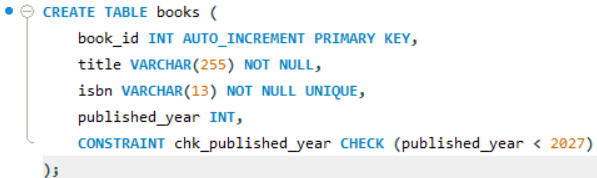 CREATE TABLE books (
    book_id INT AUTO_INCREMENT PRIMARY KEY,
    title VARCHAR(255) NOT NULL,
    isbn VARCHAR(13) NOT NULL UNIQUE,
    published_year INT,
    CONSTRAINT chk_published_year CHECK (published_year < 2027)
);